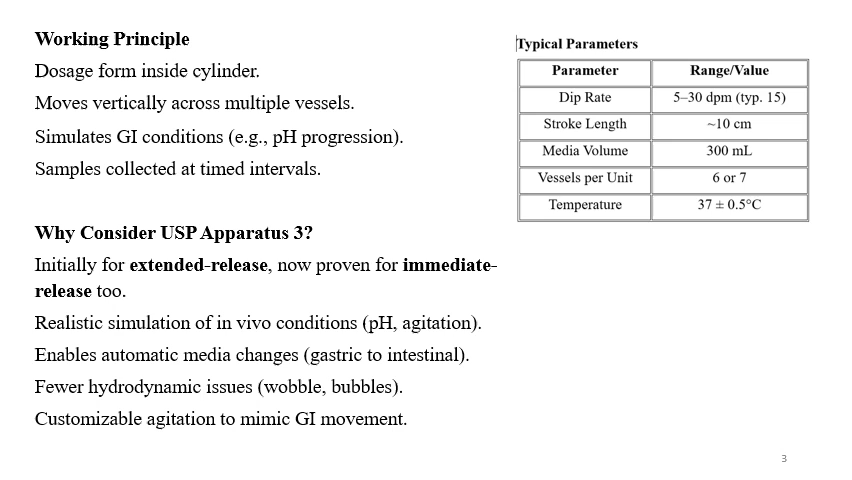 Working Principle
Dosage form inside cylinder.
Moves vertically across multiple vessels.
Simulates GI conditions (e.g., pH progression).
Samples collected at timed intervals.
Why Consider USP Apparatus 3?
Initially for extended-release, now proven for immediate-
release too.
Realistic simulation of in vivo conditions (pH, agitation).
Enables automatic media changes (gastric to intestinal).
Fewer hydrodynamic issues (wobble, bubbles).
Customizable agitation to mimic GI movement.
Typical Parameters
Parameter Range/Value
Dip Rate 5–30 dpm (typ. 15)
Stroke Length ~10 cm
Media Volume 300 mL
Vessels per Unit 6 or 7
Temperature 37 ± 0.5°C
3